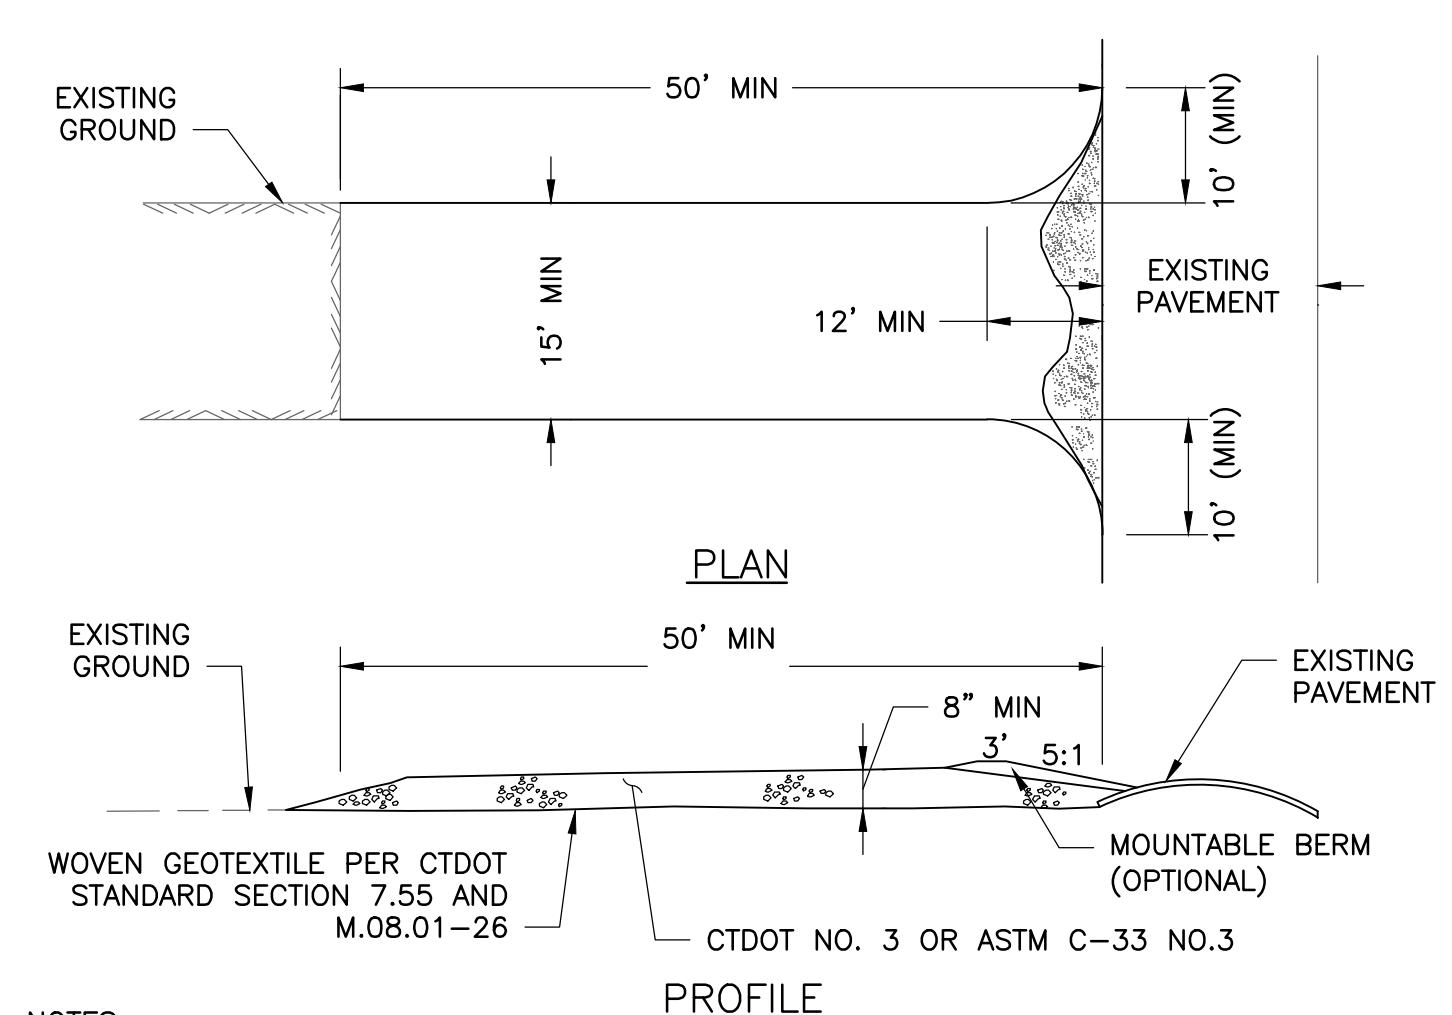 50' MIN
EXISTING
GROUND
10' (MIN)
15' MIN
EXISTING
PAVEMENT
12' MIN
10' (MIN)
PLAN
EXISTING
GROUND
50' MIN
EXISTING
PAVEMENT
8" MIN
3'
5:1
MOUNTABLE BERM
(OPTIONAL)
WOVEN GEOTEXTILE PER CTDOT
STANDARD SECTION 7.55 AND
M.08.01-26
CTDOT NO. 3 OR ASTM C-33 NO.3
PROFILE